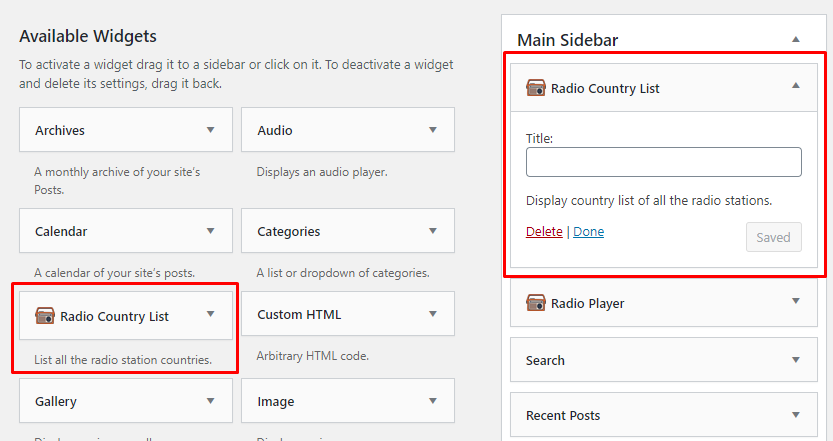 Available Widgets
To activate a widget drag it to a sidebar or click on it. To deactivate a widget
and delete its settings, drag it back.
Archives
Audio
A monthly archive of your site's
Posts.
Displays an audio player.
Calendar
Categories
A calendar of your site's posts.
A list or dropdown of categories.
Radio Country List
Custom HTML
List all the radio station countries.
Arbitrary HTML code.
Gallery
Image
Main Sidebar
Radio Country List
Title:
Display country list of all the radio stations.
Delete | Done
Saved
Radio Player
Search
Recent Posts